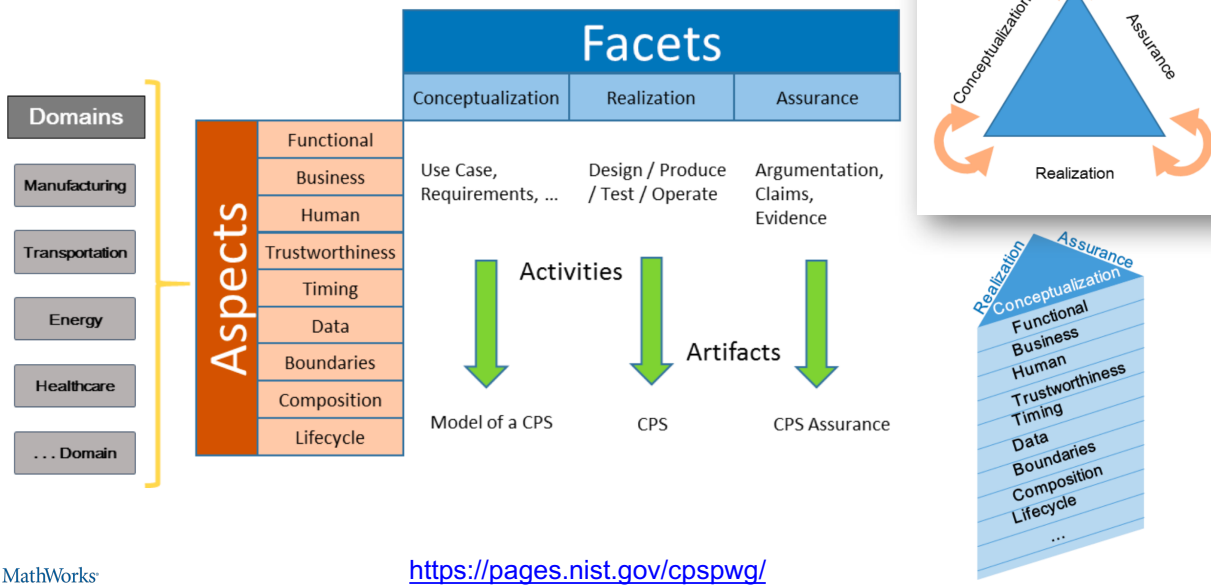 Facets
Conceptualization
Realization
Assurance
Domains
Manufacturing
Transportation
Energy
Healthcare
. . . Domain
Aspects
Functional
Business
Human
Trustworthiness
Timing
Data
Boundaries
Composition
Lifecycle
Use Case,
Requirements, ...
Design / Produce
/ Test / Operate
Argumentation,
Claims,
Evidence
Activities
Artifacts
Model of a CPS
CPS
CPS Assurance
Conceptualization
Assurance
Realization
Realization
Assurance
Conceptualization
Functional
Business
Human
Trustworthiness
Timing
Data
Boundaries
Composition
Lifecycle
...
MathWorks®
https://pages.nist.gov/cpspwg/